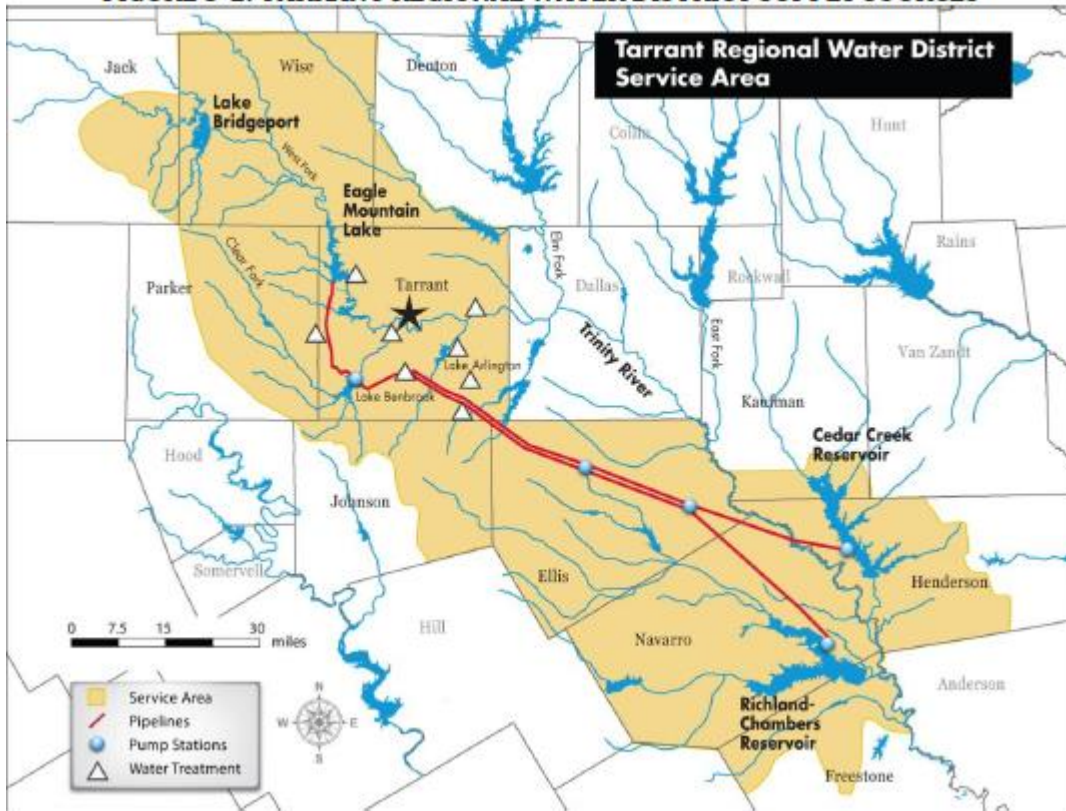 Tarrant Regional Water District
Service Area
Jack
Wise
Denton
Collin
Hunt
Lake
Bridgeport
West Fork
Eagle
Mountain
Lake
Clear Fork
Elm Fork
Rains
Parker
Tarrant
Dallas
Rockwall
Trinity River
East Fork
Van Zandt
Lake Arlington
Lake Benbrook
Kaufman
Cedar Creek
Reservoir
Hood
Johnson
Somervell
Ellis
Henderson
Hill
Navarro
Anderson
Richland-
Chambers
Reservoir
Freestone
0 7.5 15 30 miles
Service Area
Pipelines
Pump Stations
Water Treatment
N
W E
S